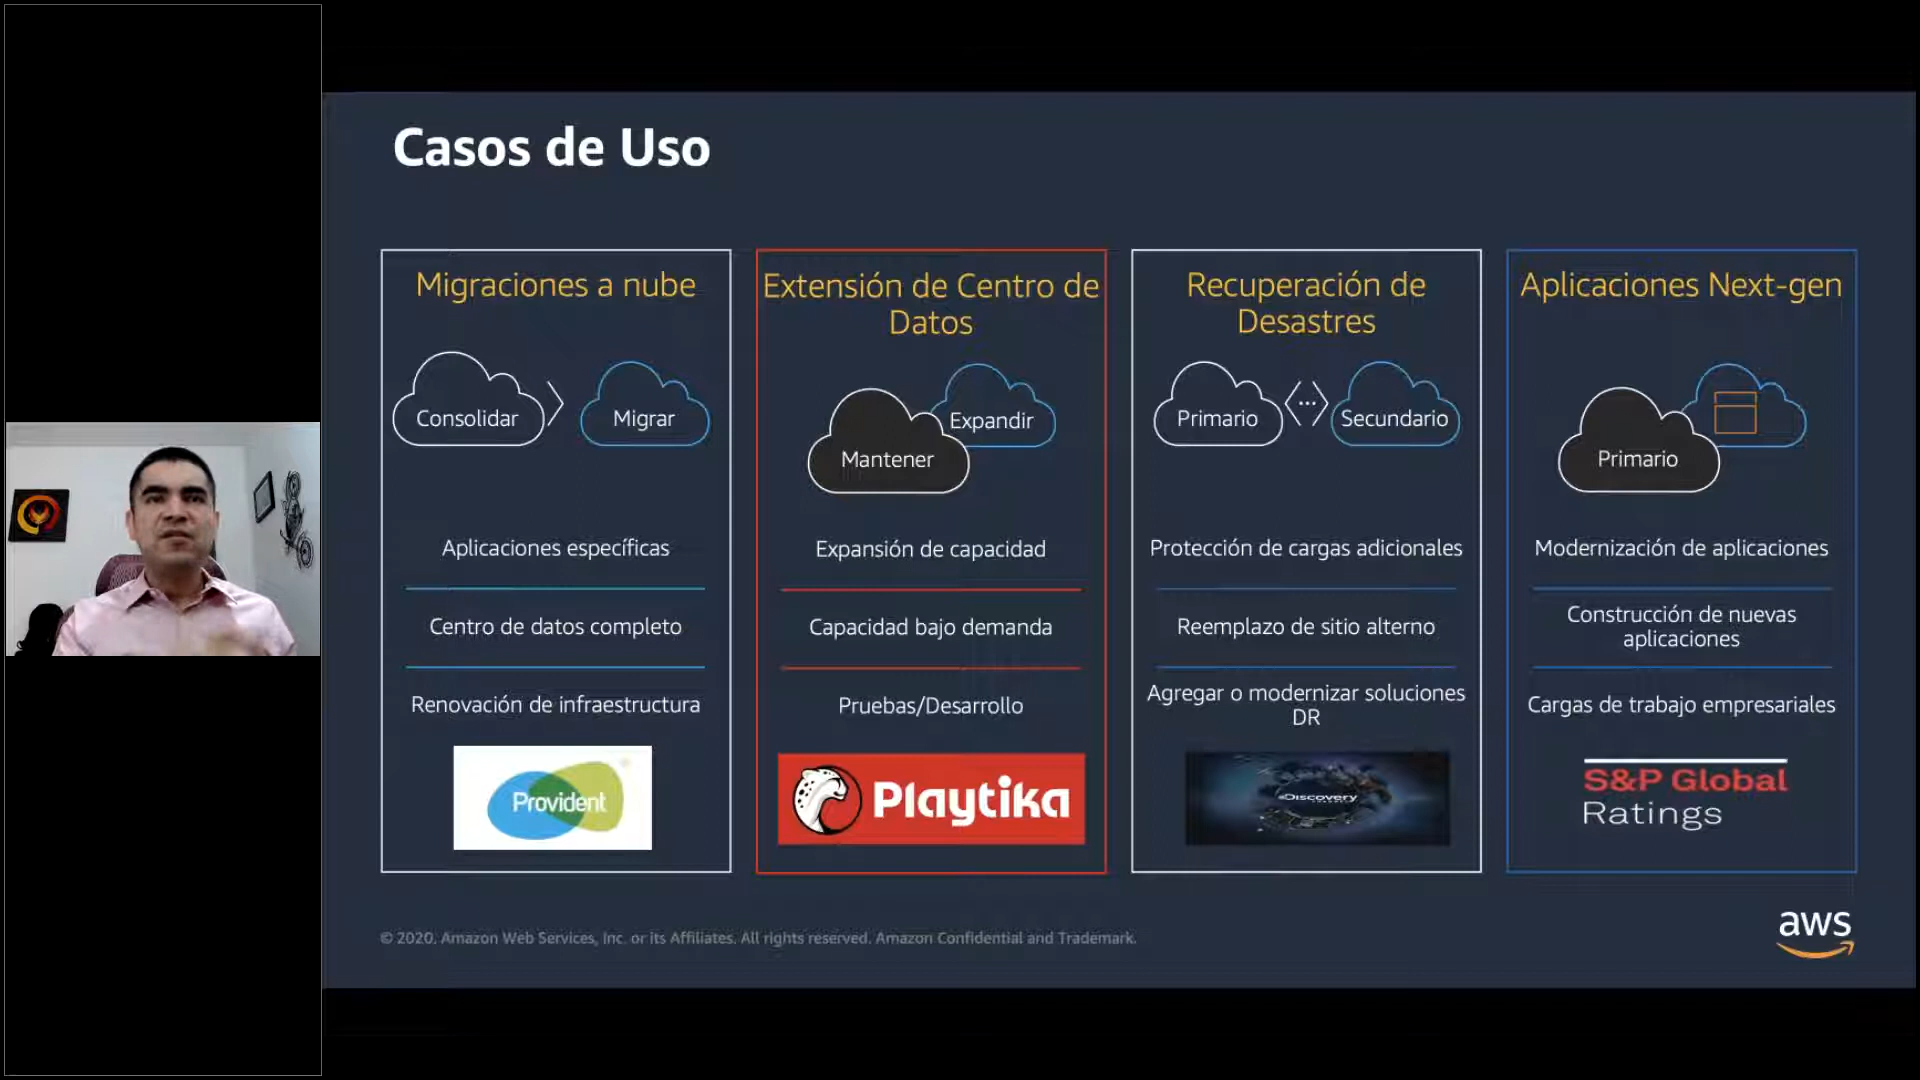 Casos de Uso
Migraciones a nube
Consolidar
Migrar
Aplicaciones específicas
Centro de datos completo
Renovación de infraestructura
Provident
Extensión de Centro de
Datos
Expandir
Mantener
Expansión de capacidad
Capacidad bajo demanda
Pruebas/Desarrollo
Playtika
Recuperación de
Desastres
Primario
...
Secundario
Protección de cargas adicionales
Reemplazo de sitio alterno
Agregar o modernizar soluciones
DR
Discovery
Aplicaciones Next-gen
Primario
Modernización de aplicaciones
Construcción de nuevas
aplicaciones
Cargas de trabajo empresariales
S&P Global
Ratings
© 2020. Amazon Web Services, Inc. or its Affiliates. All rights reserved. Amazon Confidential and Trademark.
aws